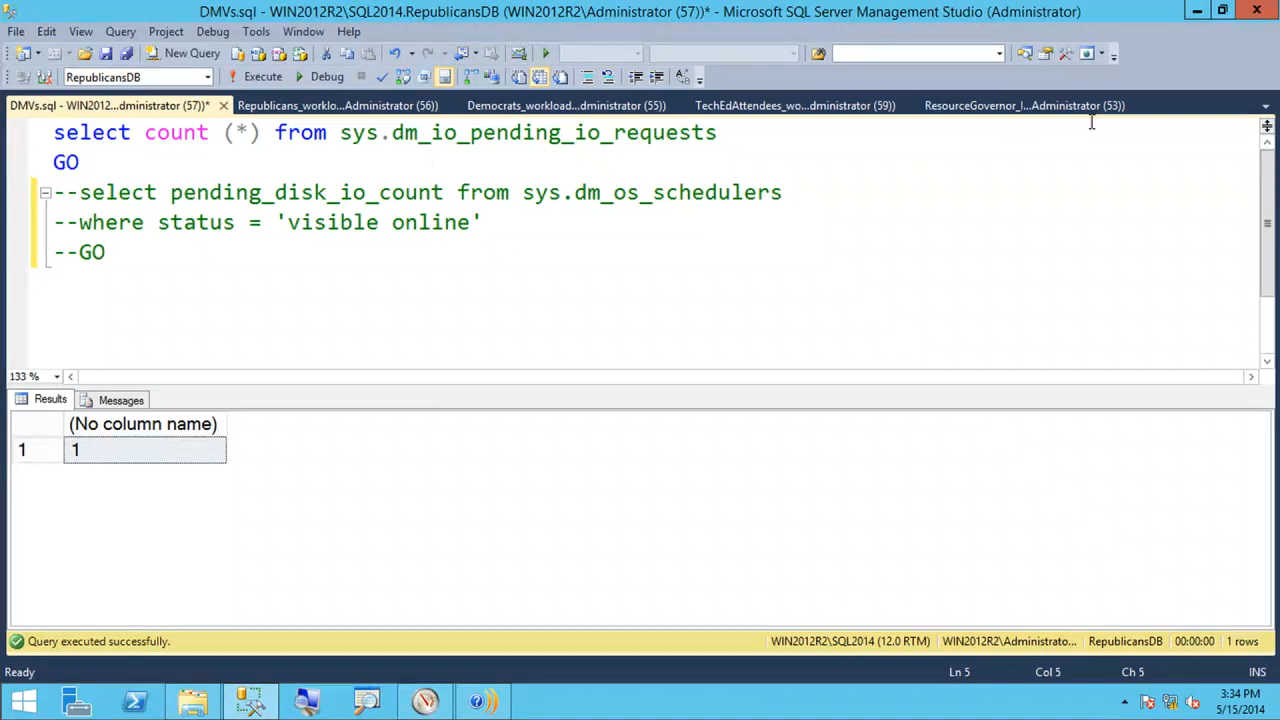 DMVs.sql - WIN2012R2\SQL2014.RepublicansDB (WIN2012R2\Administrator (57))* - Microsoft SQL Server Management Studio (Administrator)
File Edit View Query Project Debug Tools Window Help
New Query
RepublicansDB Execute Debug
DMVs.sql - WIN2012...dministrator (57))* Republicans_worklo...Administrator (56)) Democrats_workload...dministrator (55)) TechEdAttendees_wo...dministrator (59)) ResourceGovernor_I...Administrator (53))
select count (*) from sys.dm_io_pending_io_requests
GO
--select pending_disk_io_count from sys.dm_os_schedulers
--where status = 'visible online'
--GO
133 %
Results Messages
(No column name)
1 1
Query executed successfully. WIN2012R2\SQL2014 (12.0 RTM) WIN2012R2\Administrato... RepublicansDB 00:00:00 1 rows
Ready Ln 5 Col 5 Ch 5 INS
3:34 PM
5/15/2014